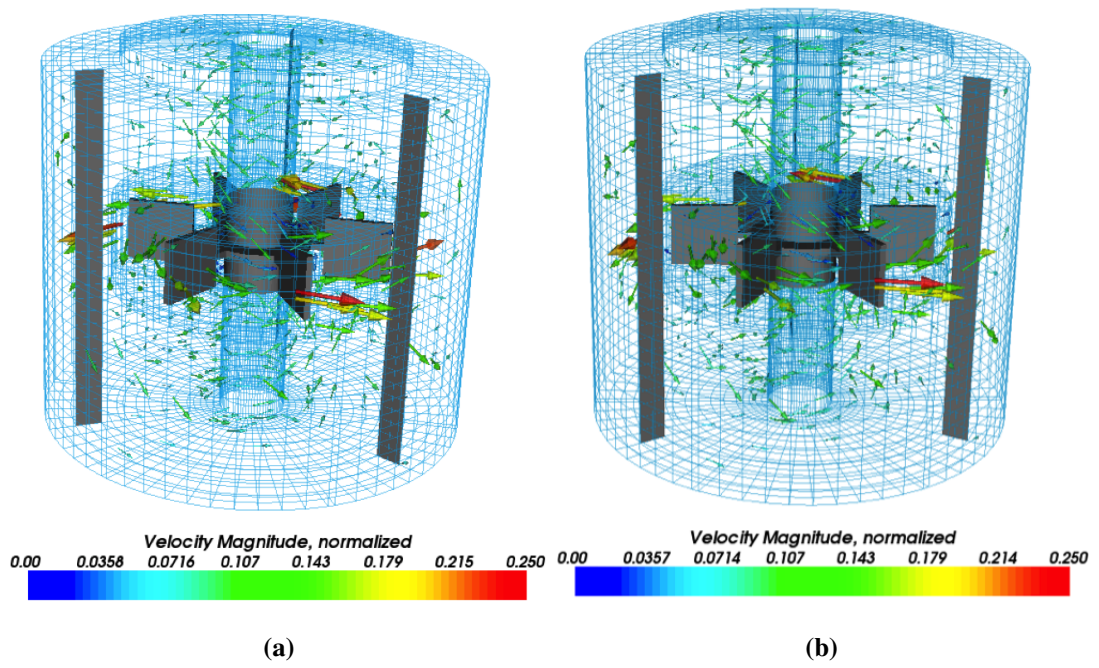 Velocity Magnitude, normalized
0.00 0.0358 0.0716 0.107 0.143 0.179 0.215 0.250
(a)
Velocity Magnitude, normalized
0.00 0.0357 0.0714 0.107 0.143 0.179 0.214 0.250
(b)